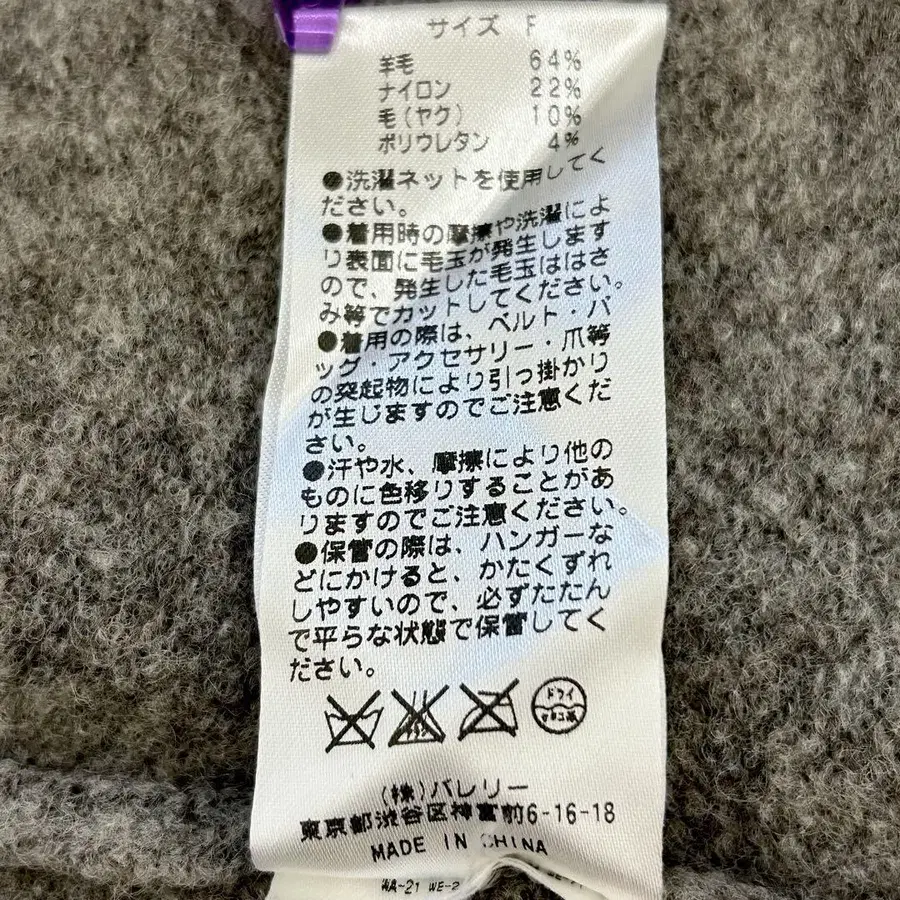 サイズ F
羊毛 64%
ナイロン 22%
毛(ヤク) 10%
ポリウレタン 4%
●洗濯ネットを使用してく
ださい。
●着用時の摩擦や洗濯によ
り表面に毛玉が発生します
ので、発生した毛玉ははさ
み等でカットしてください。
●着用の際は、ベルト・バ
ッグ・アクセサリー・爪等
の突起物により引っ掛かり
が生じますのでご注意くだ
さい。
●汗や水、摩擦により他の
ものに色移りすることがあ
りますのでご注意ください。
●保管の際は、ハンガーな
どにかけると、かたくずれ
しやすいので、必ずたたん
で平らな状態で保管してく
ださい。
ドライ
(株)バレリー
東京都渋谷区神宮前6-16-18
MADE IN CHINA
WA-21 WE-2